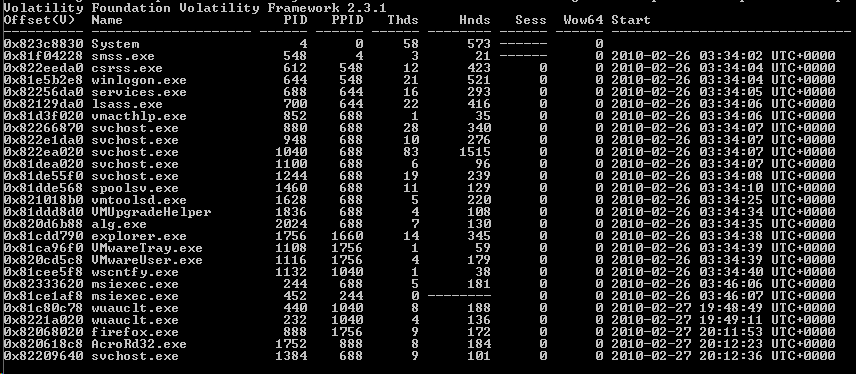 Volatility Foundation Volatility Framework 2.3.1
Offset(V) Name PID PPID Thds Hnds Sess Wow64 Start
---------- -------------------- ------ ------ ------ -------- ------ ------ ------------------------------
0x823c8830 System 4 0 58 573 ------ 0
0x81f04228 smss.exe 548 4 3 21 ------ 0 2010-02-26 03:34:02 UTC+0000
0x822eeda0 csrss.exe 612 548 12 423 0 0 2010-02-26 03:34:04 UTC+0000
0x81e5b2e8 winlogon.exe 644 548 21 521 0 0 2010-02-26 03:34:04 UTC+0000
0x82256da0 services.exe 688 644 16 293 0 0 2010-02-26 03:34:05 UTC+0000
0x82129da0 lsass.exe 700 644 22 416 0 0 2010-02-26 03:34:06 UTC+0000
0x81d3f020 vmacthlp.exe 852 688 1 35 0 0 2010-02-26 03:34:06 UTC+0000
0x82266870 svchost.exe 880 688 28 340 0 0 2010-02-26 03:34:07 UTC+0000
0x822e1da0 svchost.exe 948 688 10 276 0 0 2010-02-26 03:34:07 UTC+0000
0x822ea020 svchost.exe 1040 688 83 1515 0 0 2010-02-26 03:34:07 UTC+0000
0x81dea020 svchost.exe 1100 688 6 96 0 0 2010-02-26 03:34:07 UTC+0000
0x81de55f0 svchost.exe 1244 688 19 239 0 0 2010-02-26 03:34:08 UTC+0000
0x81dde568 spoolsv.exe 1460 688 11 129 0 0 2010-02-26 03:34:10 UTC+0000
0x821018b0 vmtoolsd.exe 1628 688 5 220 0 0 2010-02-26 03:34:25 UTC+0000
0x81ddd8d0 VMUpgradeHelper 1836 688 4 108 0 0 2010-02-26 03:34:34 UTC+0000
0x820d6b88 alg.exe 2024 688 7 130 0 0 2010-02-26 03:34:35 UTC+0000
0x81cdd790 explorer.exe 1756 1660 14 345 0 0 2010-02-26 03:34:38 UTC+0000
0x81ca96f0 VMwareTray.exe 1108 1756 1 59 0 0 2010-02-26 03:34:39 UTC+0000
0x820cd5c8 VMwareUser.exe 1116 1756 4 179 0 0 2010-02-26 03:34:39 UTC+0000
0x81cee5f8 wscntfy.exe 1132 1040 1 38 0 0 2010-02-26 03:34:40 UTC+0000
0x82333620 msiexec.exe 244 688 5 181 0 0 2010-02-26 03:46:06 UTC+0000
0x81ce1af8 msiexec.exe 452 244 0 -------- 0 0 2010-02-26 03:46:07 UTC+0000
0x81c80c78 wuauclt.exe 440 1040 8 188 0 0 2010-02-27 19:48:49 UTC+0000
0x8221a020 wuauclt.exe 232 1040 4 136 0 0 2010-02-27 19:49:11 UTC+0000
0x82068020 firefox.exe 888 1756 9 172 0 0 2010-02-27 20:11:53 UTC+0000
0x820618c8 AcroRd32.exe 1752 888 8 184 0 0 2010-02-27 20:12:23 UTC+0000
0x82209640 svchost.exe 1384 688 9 101 0 0 2010-02-27 20:12:36 UTC+0000